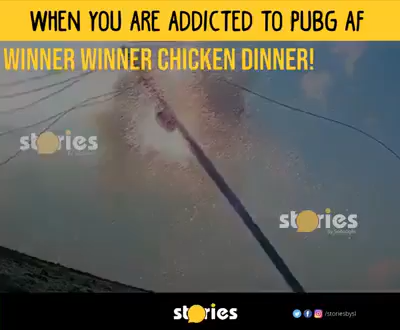 WHEN YOU ARE ADDICTED TO PUBG AF
WINNER WINNER CHICKEN DINNER!
stories
stories
stories
/storiesbysl